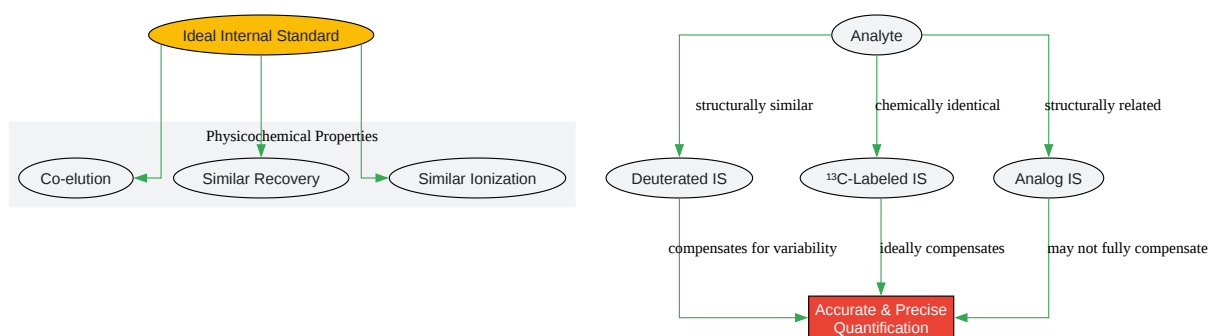 Ideal Internal Standard
Physicochemical Properties
Co-elution
Similar Recovery
Similar Ionization
Analyte
structurally similar
chemically identical
structurally related
Deuterated IS
¹³C-Labeled IS
Analog IS
compensates for variability
ideally compensates
may not fully compensate
Accurate & Precise
Quantification